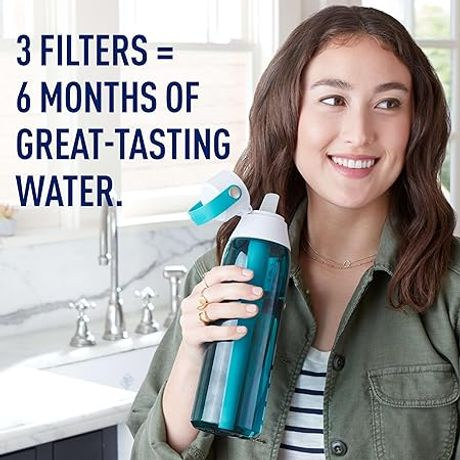 3 FILTERS =
6 MONTHS OF
GREAT-TASTING
WATER.